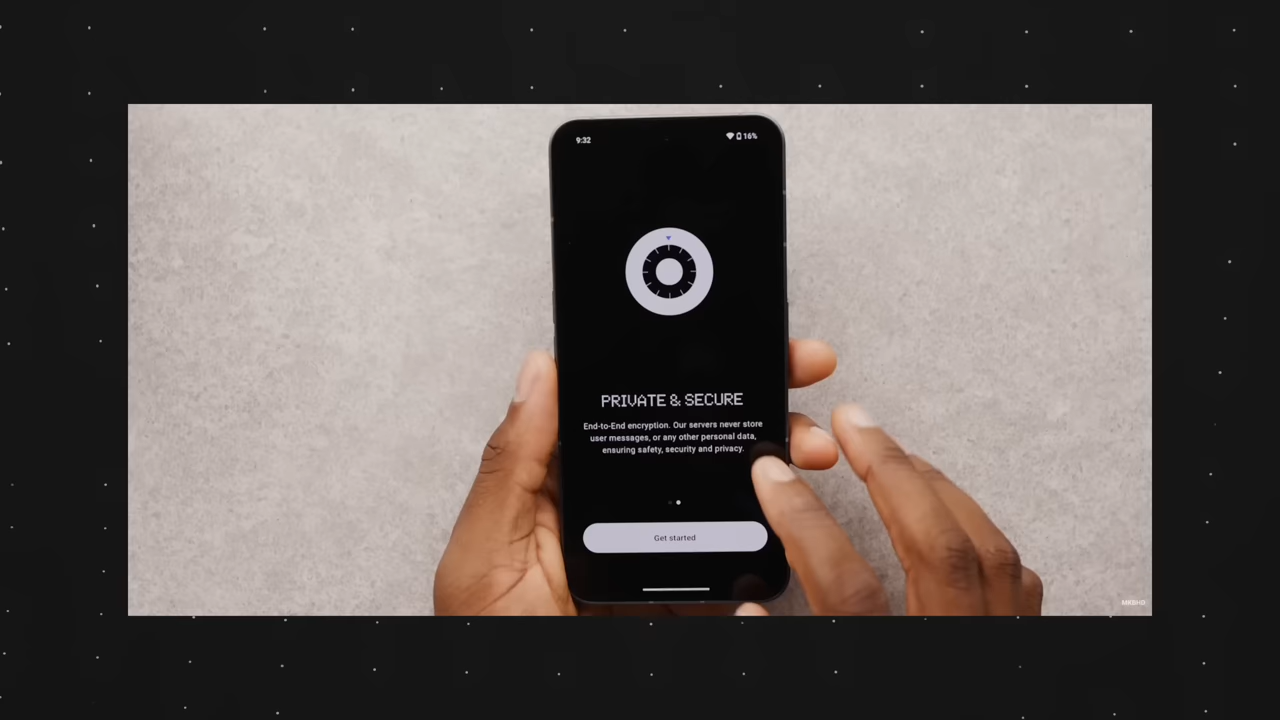 9:32
16%
PRIVATE & SECURE
End-to-End encryption. Our servers never store
user messages, or any other personal data,
ensuring safety, security and privacy.
Get started
MKBHD